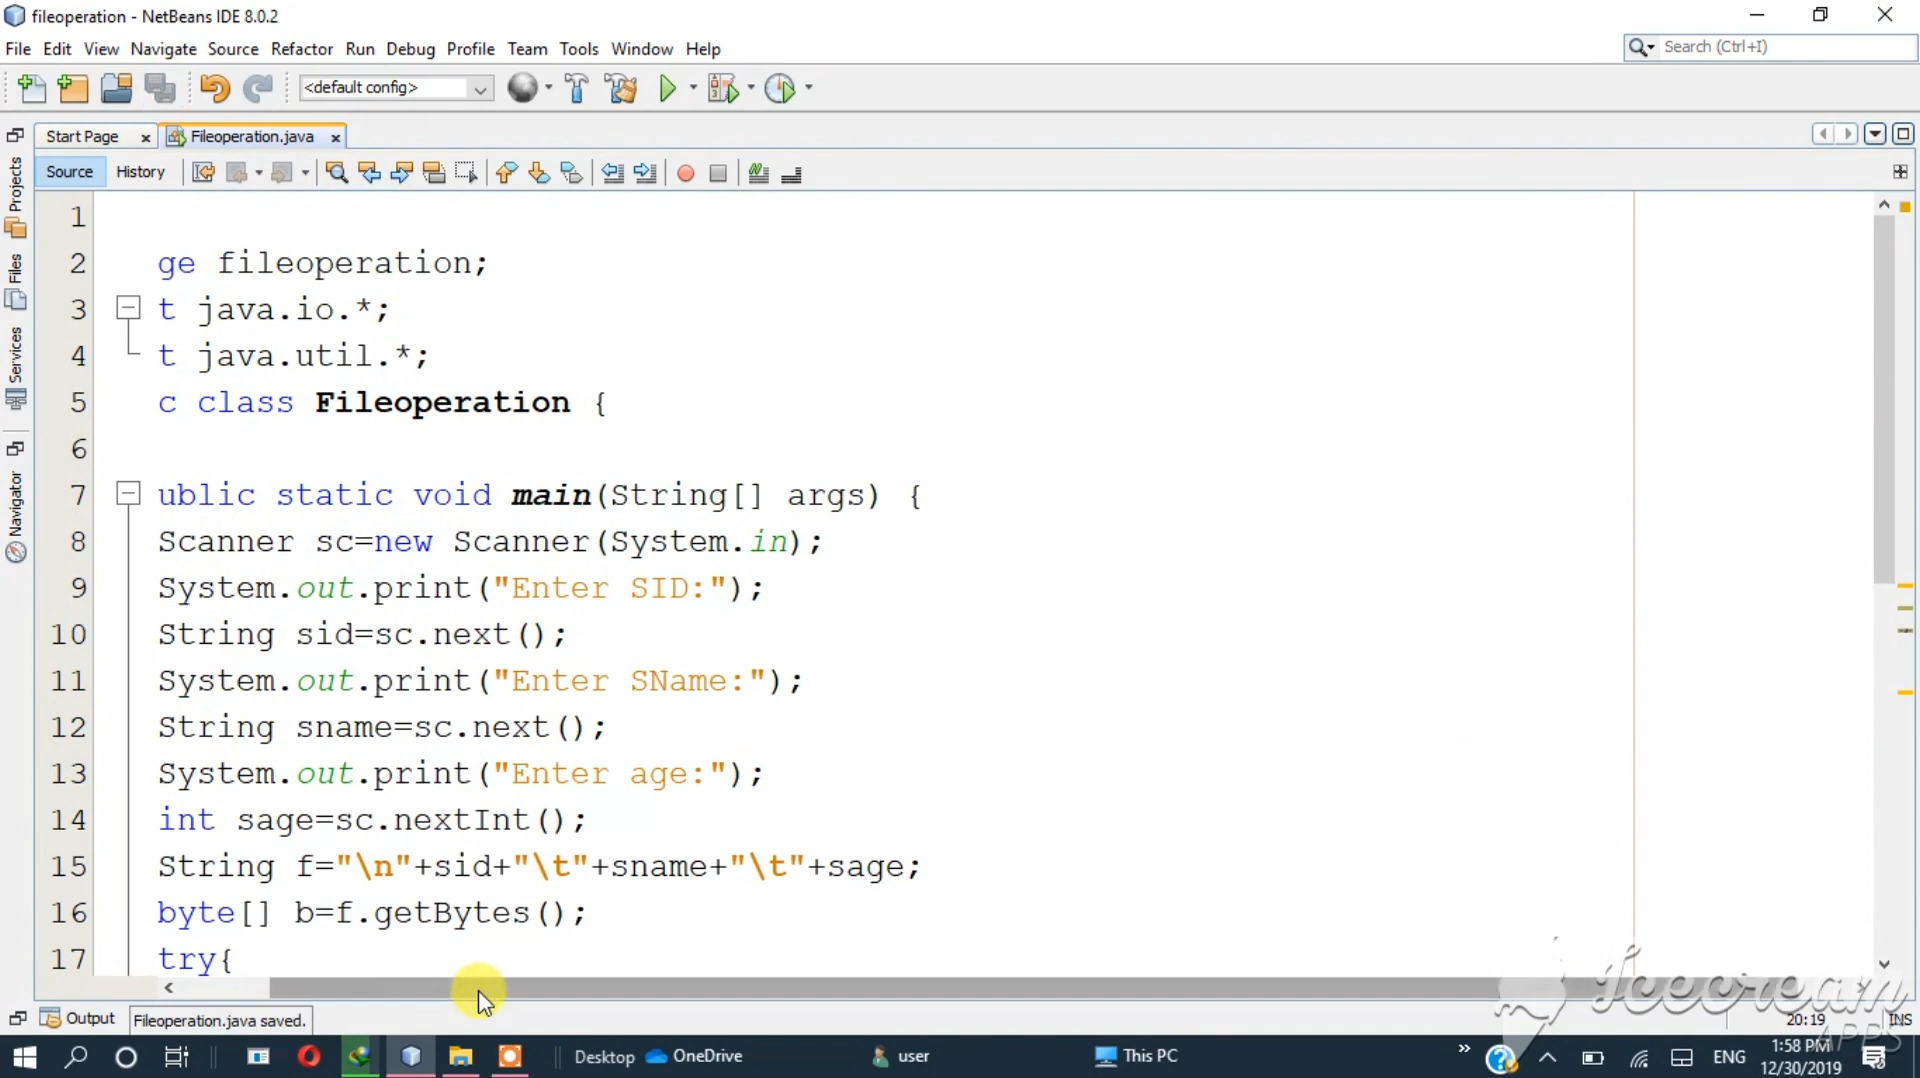 fileoperation - NetBeans IDE 8.0.2
File Edit View Navigate Source Refactor Run Debug Profile Team Tools Window Help
Search (Ctrl+I)
<default config>
Start Page
Fileoperation.java
Source History
Projects
Files
Services
Navigator
1
2 ge fileoperation;
3 t java.io.*;
4 t java.util.*;
5 c class Fileoperation {
6
7 ublic static void main(String[] args) {
8 Scanner sc=new Scanner(System.in);
9 System.out.print("Enter SID:");
10 String sid=sc.next();
11 System.out.print("Enter SName:");
12 String sname=sc.next();
13 System.out.print("Enter age:");
14 int sage=sc.nextInt();
15 String f="\n"+sid+"\t"+sname+"\t"+sage;
16 byte[] b=f.getBytes();
17 try{
Icecream
APPS
Output
Fileoperation.java saved.
20:19 INS
Desktop OneDrive user This PC
ENG
1:58 PM
12/30/2019